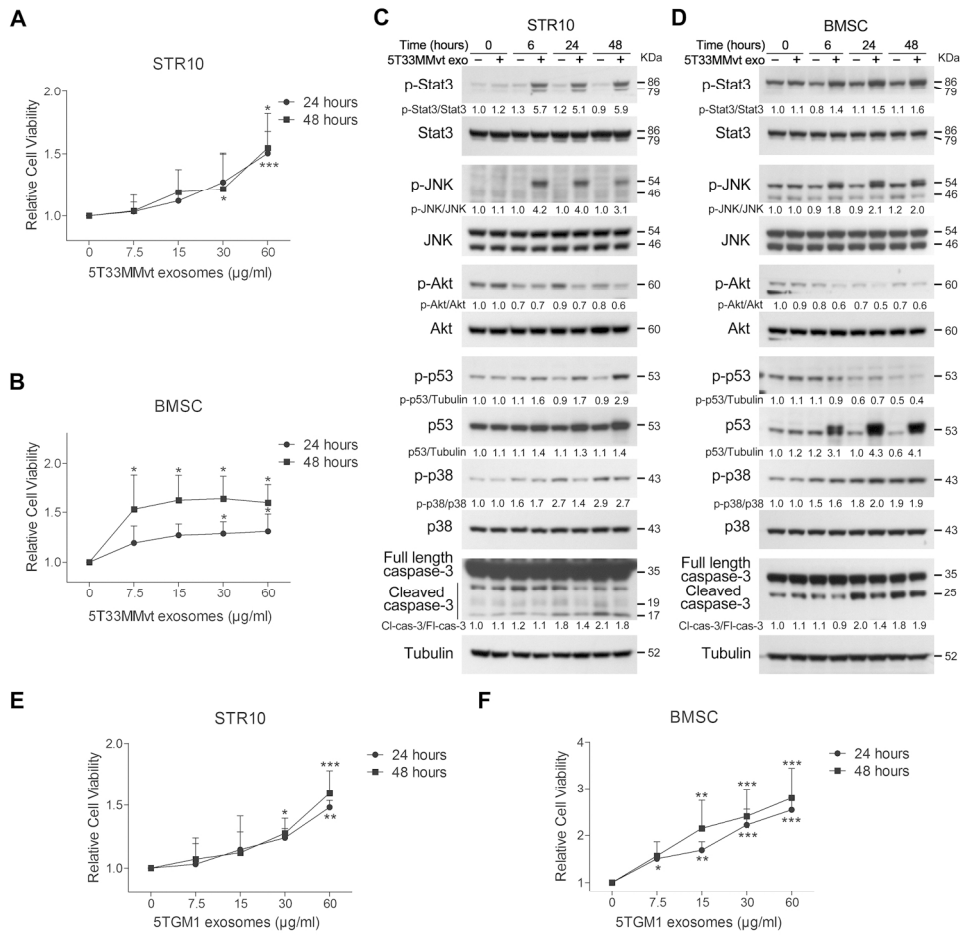 A
STR10
24 hours
48 hours
Relative Cell Viability
2.0
1.5
1.0
*
***
*
0 7.5 15 30 60
5T33MMvt exosomes (µg/ml)
B
BMSC
24 hours
48 hours
Relative Cell Viability
2.0
1.5
1.0
* * * *
* *
0 7.5 15 30 60
5T33MMvt exosomes (µg/ml)
C
STR10
Time (hours) 0 6 24 48 KDa
5T33MMvt exo – + – + – + – +
p-Stat3 86
79
p-Stat3/Stat3 1.0 1.2 1.3 5.7 1.2 5.1 0.9 5.9
Stat3 86
79
p-JNK 54
46
p-JNK/JNK 1.0 1.1 1.0 4.2 1.0 4.0 1.0 3.1
JNK 54
46
p-Akt 60
p-Akt/Akt 1.0 1.0 0.7 0.7 0.9 0.7 0.8 0.6
Akt 60
p-p53 53
p-p53/Tubulin 1.0 1.0 1.1 1.6 0.9 1.7 0.9 2.9
p53 53
p53/Tubulin 1.0 1.1 1.1 1.4 1.1 1.3 1.1 1.4
p-p38 43
p-p38/p38 1.0 1.0 1.6 1.7 2.7 1.4 2.9 2.7
p38 43
Full length
caspase-3 35
Cleaved
caspase-3 19
17
Cl-cas-3/Fl-cas-3 1.0 1.1 1.2 1.1 1.8 1.4 2.1 1.8
Tubulin 52
D
BMSC
Time (hours) 0 6 24 48 KDa
5T33MMvt exo – + – + – + – +
p-Stat3 86
79
p-Stat3/Stat3 1.0 1.1 0.8 1.4 1.1 1.5 1.1 1.6
Stat3 86
79
p-JNK 54
46
p-JNK/JNK 1.0 1.0 0.9 1.8 0.9 2.1 1.2 2.0
JNK 54
46
p-Akt 60
p-Akt/Akt 1.0 0.9 0.8 0.6 0.7 0.5 0.7 0.6
Akt 60
p-p53 53
p-p53/Tubulin 1.0 1.1 1.1 0.9 0.6 0.7 0.5 0.4
p53 53
p53/Tubulin 1.0 1.2 1.2 3.1 1.0 4.3 0.6 4.1
p-p38 43
p-p38/p38 1.0 1.0 1.5 1.6 1.8 2.0 1.9 1.9
p38 43
Full length
caspase-3 35
Cleaved
caspase-3 25
Cl-cas-3/Fl-cas-3 1.0 1.1 1.1 0.9 2.0 1.4 1.8 1.9
Tubulin 52
E
STR10
24 hours
48 hours
Relative Cell Viability
2.0
1.5
1.0
* ***
**
0 7.5 15 30 60
5TGM1 exosomes (µg/ml)
F
BMSC
24 hours
48 hours
Relative Cell Viability
4
3
2
1
** *** ***
* ** *** ***
0 7.5 15 30 60
5TGM1 exosomes (µg/ml)